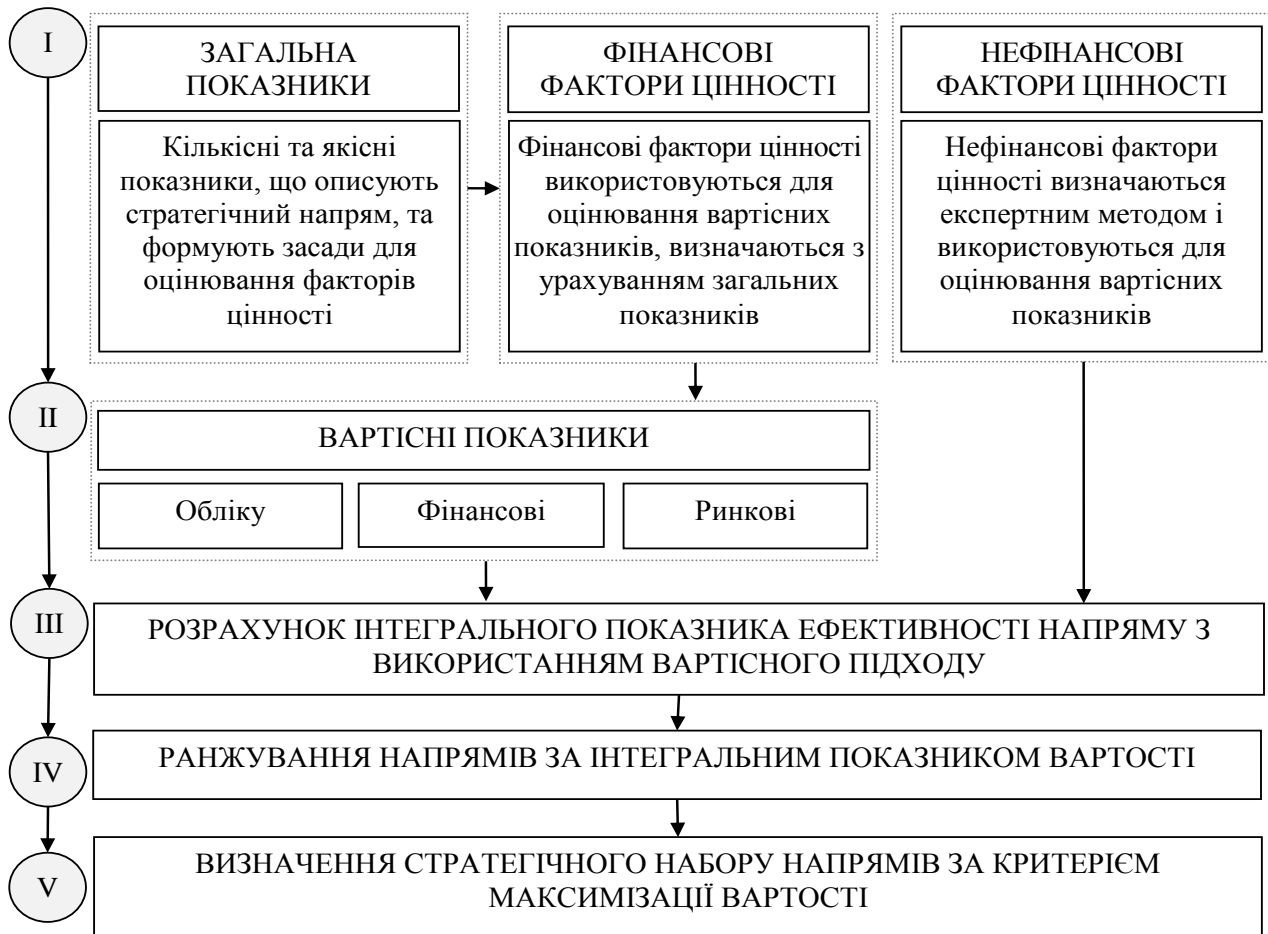 I
ЗАГАЛЬНА
ПОКАЗНИКИ
Кількісні та якісні
показники, що описують
стратегічний напрям, та
формують засади для
оцінювання факторів
цінності
ФІНАНСОВІ
ФАКТОРИ ЦІННОСТІ
Фінансові фактори цінності
використовуються для
оцінювання вартісних
показників, визначаються з
урахуванням загальних
показників
НЕФІНАНСОВІ
ФАКТОРИ ЦІННОСТІ
Нефінансові фактори
цінності визначаються
експертним методом і
використовуються для
оцінювання вартісних
показників
II
ВАРТІСНІ ПОКАЗНИКИ
Обліку
Фінансові
Ринкові
III
РОЗРАХУНОК ІНТЕГРАЛЬНОГО ПОКАЗНИКА ЕФЕКТИВНОСТІ НАПРЯМУ З
ВИКОРИСТАННЯМ ВАРТІСНОГО ПІДХОДУ
IV
РАНЖУВАННЯ НАПРЯМІВ ЗА ІНТЕГРАЛЬНИМ ПОКАЗНИКОМ ВАРТОСТІ
V
ВИЗНАЧЕННЯ СТРАТЕГІЧНОГО НАБОРУ НАПРЯМІВ ЗА КРИТЕРІЄМ
МАКСИМІЗАЦІЇ ВАРТОСТІ